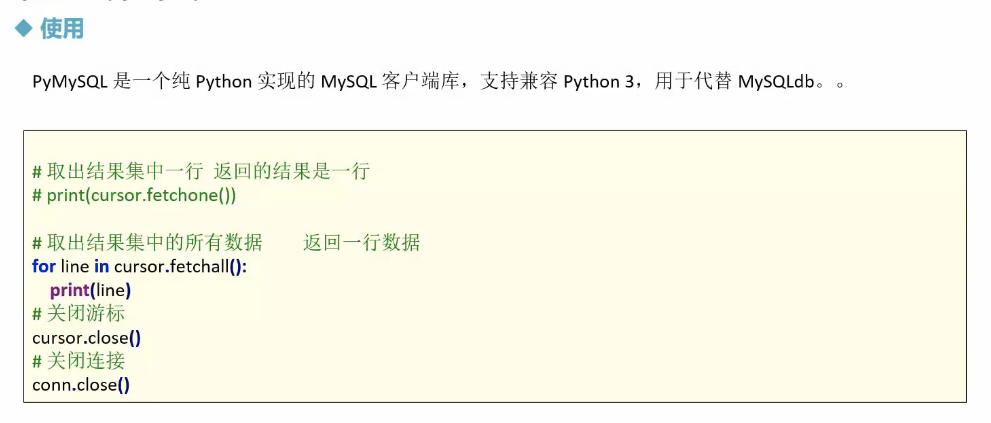 ◆ 使用
PyMySQL 是一个纯 Python 实现的 MySQL 客户端库，支持兼容 Python 3，用于代替 MySQLdb。。
# 取出结果集中一行 返回的结果是一行
# print(cursor.fetchone())
# 取出结果集中的所有数据    返回一行数据
for line in cursor.fetchall():
    print(line)
# 关闭游标
cursor.close()
# 关闭连接
conn.close()